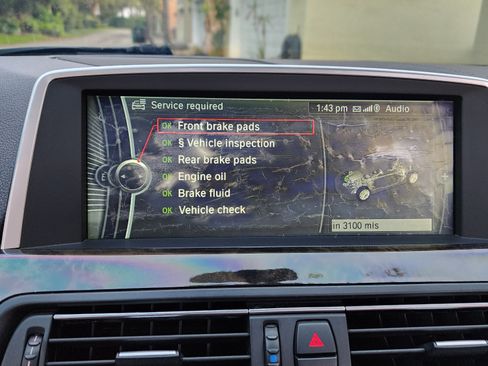 Service required 1:43 pm Audio
OK Front brake pads
OK § Vehicle inspection
OK Rear brake pads
OK Engine oil
OK Brake fluid
OK Vehicle check
in 3100 mls